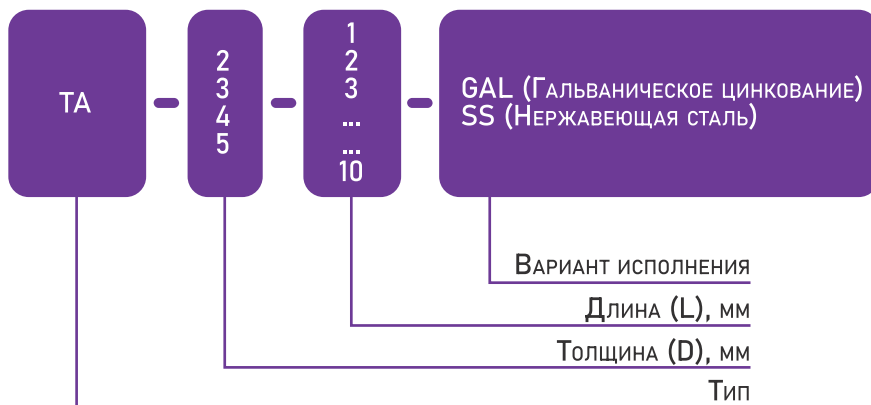 ТА
2
3
4
5
1
2
3
...
...
10
GAL (Гальваническое цинкование)
SS (Нержавеющая сталь)
Вариант исполнения
Длина (L), мм
Толщина (D), мм
Тип